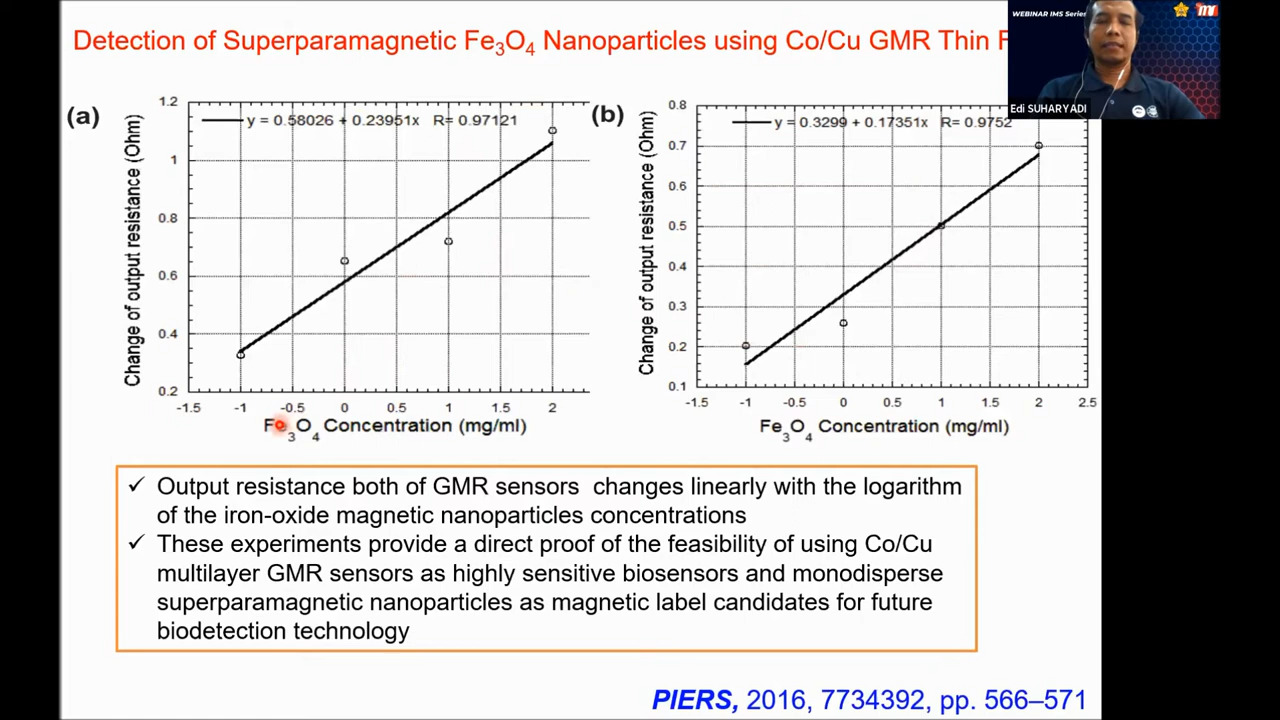 WEBINAR IMS Series
Detection of Superparamagnetic Fe₃O₄ Nanoparticles using Co/Cu GMR Thin
Edi SUHARYADI
(a)
y = 0.58026 + 0.23951x R= 0.97121
Change of output resistance (Ohm)
1.2
1
0.8
0.6
0.4
0.2
-1.5 -1 -0.5 0 0.5 1 1.5 2
Fe₃O₄ Concentration (mg/ml)
(b)
y = 0.3299 + 0.17351x R= 0.9752
Change of output resistance (Ohm)
0.8
0.7
0.6
0.5
0.4
0.3
0.2
0.1
-1.5 -1 -0.5 0 0.5 1 1.5 2 2.5
Fe₃O₄ Concentration (mg/ml)
✓ Output resistance both of GMR sensors changes linearly with the logarithm
of the iron-oxide magnetic nanoparticles concentrations
✓ These experiments provide a direct proof of the feasibility of using Co/Cu
multilayer GMR sensors as highly sensitive biosensors and monodisperse
superparamagnetic nanoparticles as magnetic label candidates for future
biodetection technology
PIERS, 2016, 7734392, pp. 566–571